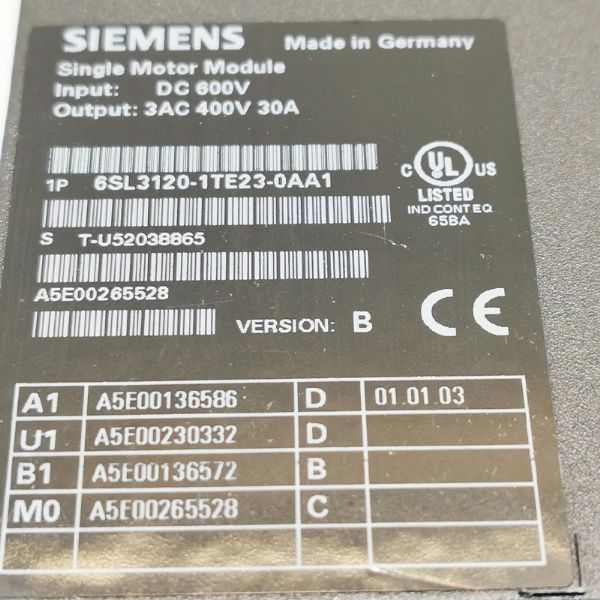 SIEMENS Made in Germany
Single Motor Module
Input: DC 600V
Output: 3AC 400V 30A
1P 6SL3120-1TE23-0AA1
C UL US
LISTED
IND CONT EQ
65BA
S T-U52038865
A5E00265528
VERSION: B CE
A1 A5E00136586 D 01.01.03
U1 A5E00230332 D
B1 A5E00136572 B
M0 A5E00265528 C